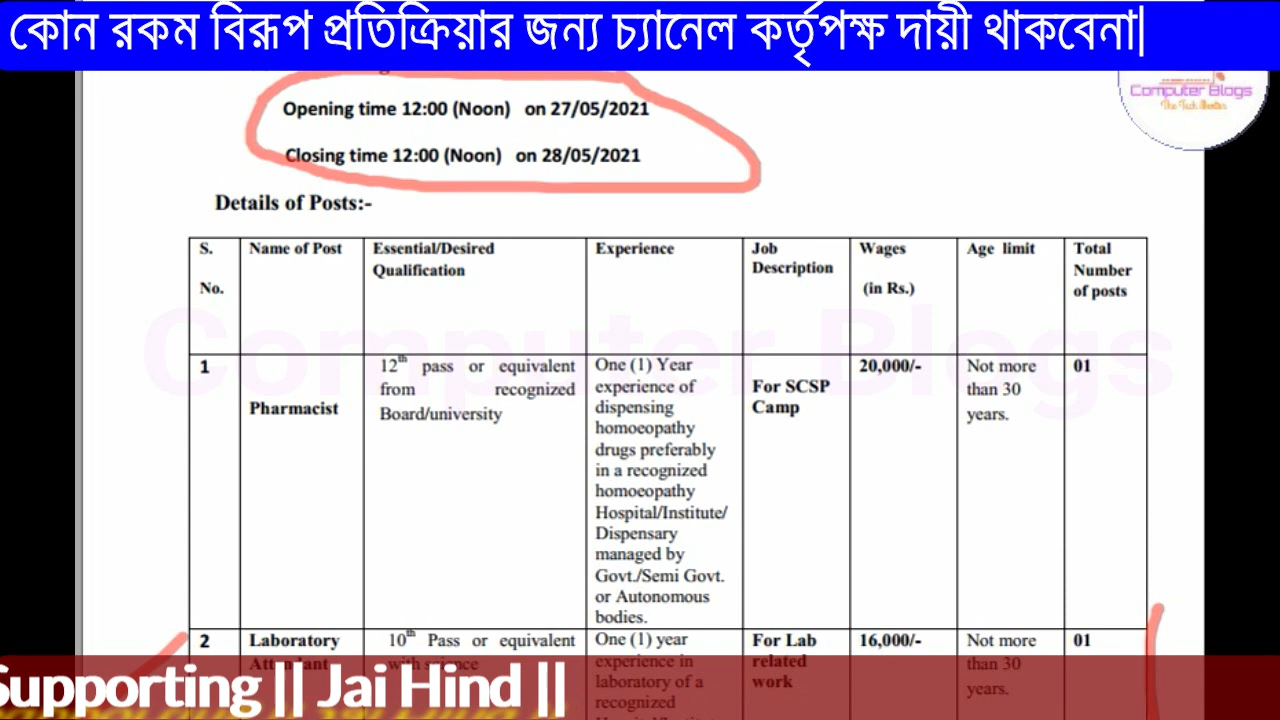 কোন রকম বিরূপ প্রতিক্রিয়ার জন্য চ্যানেল কর্তৃপক্ষ দায়ী থাকবেনা|
Computer Blogs
Opening time 12:00 (Noon) on 27/05/2021
Closing time 12:00 (Noon) on 28/05/2021
Details of Posts:-
S.
No.
Name of Post
Essential/Desired
Qualification
Experience
Job
Description
Wages
(in Rs.)
Age limit
Total
Number
of posts
Computer Blogs
1
Pharmacist
12th pass or equivalent
from recognized
Board/university
One (1) Year
experience of
dispensing
homoeopathy
drugs preferably
in a recognized
homoeopathy
Hospital/Institute/
Dispensary
managed by
Govt./Semi Govt.
or Autonomous
bodies.
For SCSP
Camp
20,000/-
Not more
than 30
years.
01
2
Laboratory
Attendant
10th Pass or equivalent
with science
One (1) year
experience in
laboratory of a
recognized
For Lab
related
work
16,000/-
Not more
than 30
years.
01
Supporting || Jai Hind ||